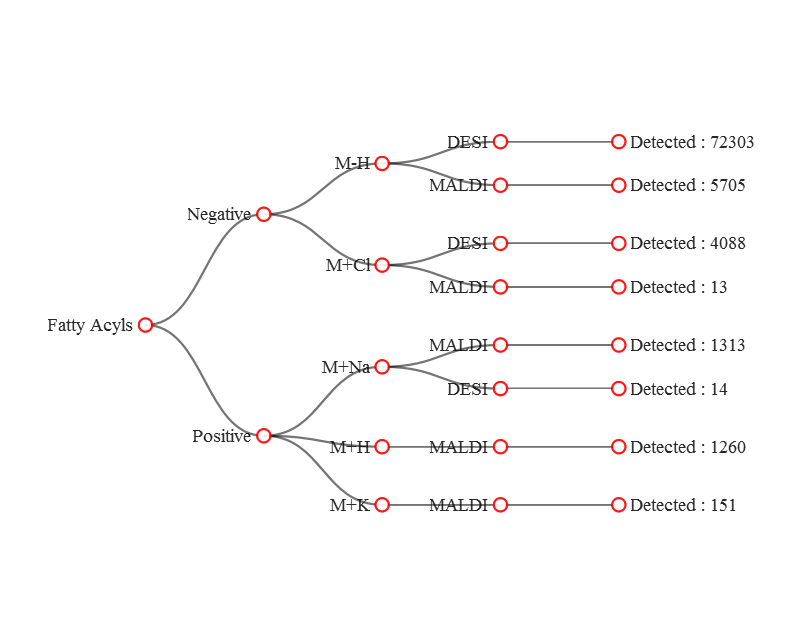 DESI Detected : 72303
M-H
MALDI Detected : 5705
Negative
DESI Detected : 4088
M+Cl
MALDI Detected : 13
Fatty Acyls
MALDI Detected : 1313
M+Na
DESI Detected : 14
Positive
M+H MALDI Detected : 1260
M+K MALDI Detected : 151